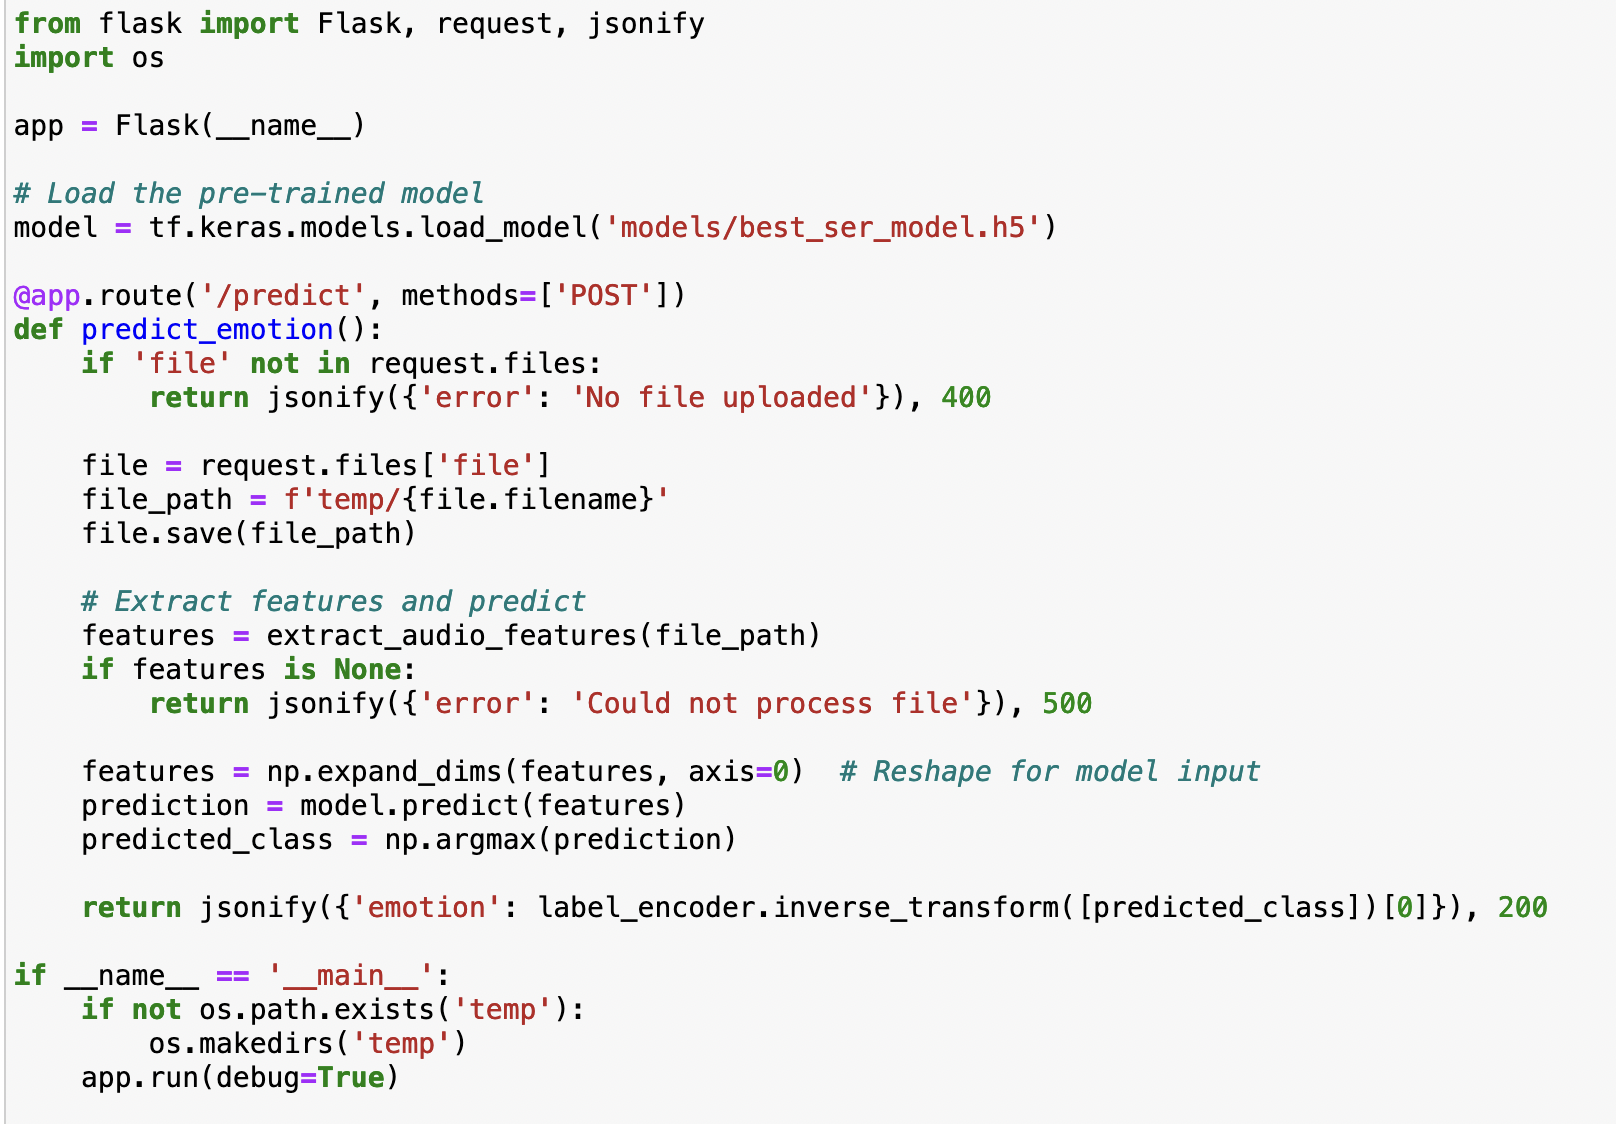 from flask import Flask, request, jsonify
import os

app = Flask(__name__)

# Load the pre-trained model
model = tf.keras.models.load_model('models/best_ser_model.h5')

@app.route('/predict', methods=['POST'])
def predict_emotion():
    if 'file' not in request.files:
        return jsonify({'error': 'No file uploaded'}), 400

    file = request.files['file']
    file_path = f'temp/{file.filename}'
    file.save(file_path)

    # Extract features and predict
    features = extract_audio_features(file_path)
    if features is None:
        return jsonify({'error': 'Could not process file'}), 500

    features = np.expand_dims(features, axis=0)  # Reshape for model input
    prediction = model.predict(features)
    predicted_class = np.argmax(prediction)

    return jsonify({'emotion': label_encoder.inverse_transform([predicted_class])[0]}), 200

if __name__ == '__main__':
    if not os.path.exists('temp'):
        os.makedirs('temp')
    app.run(debug=True)